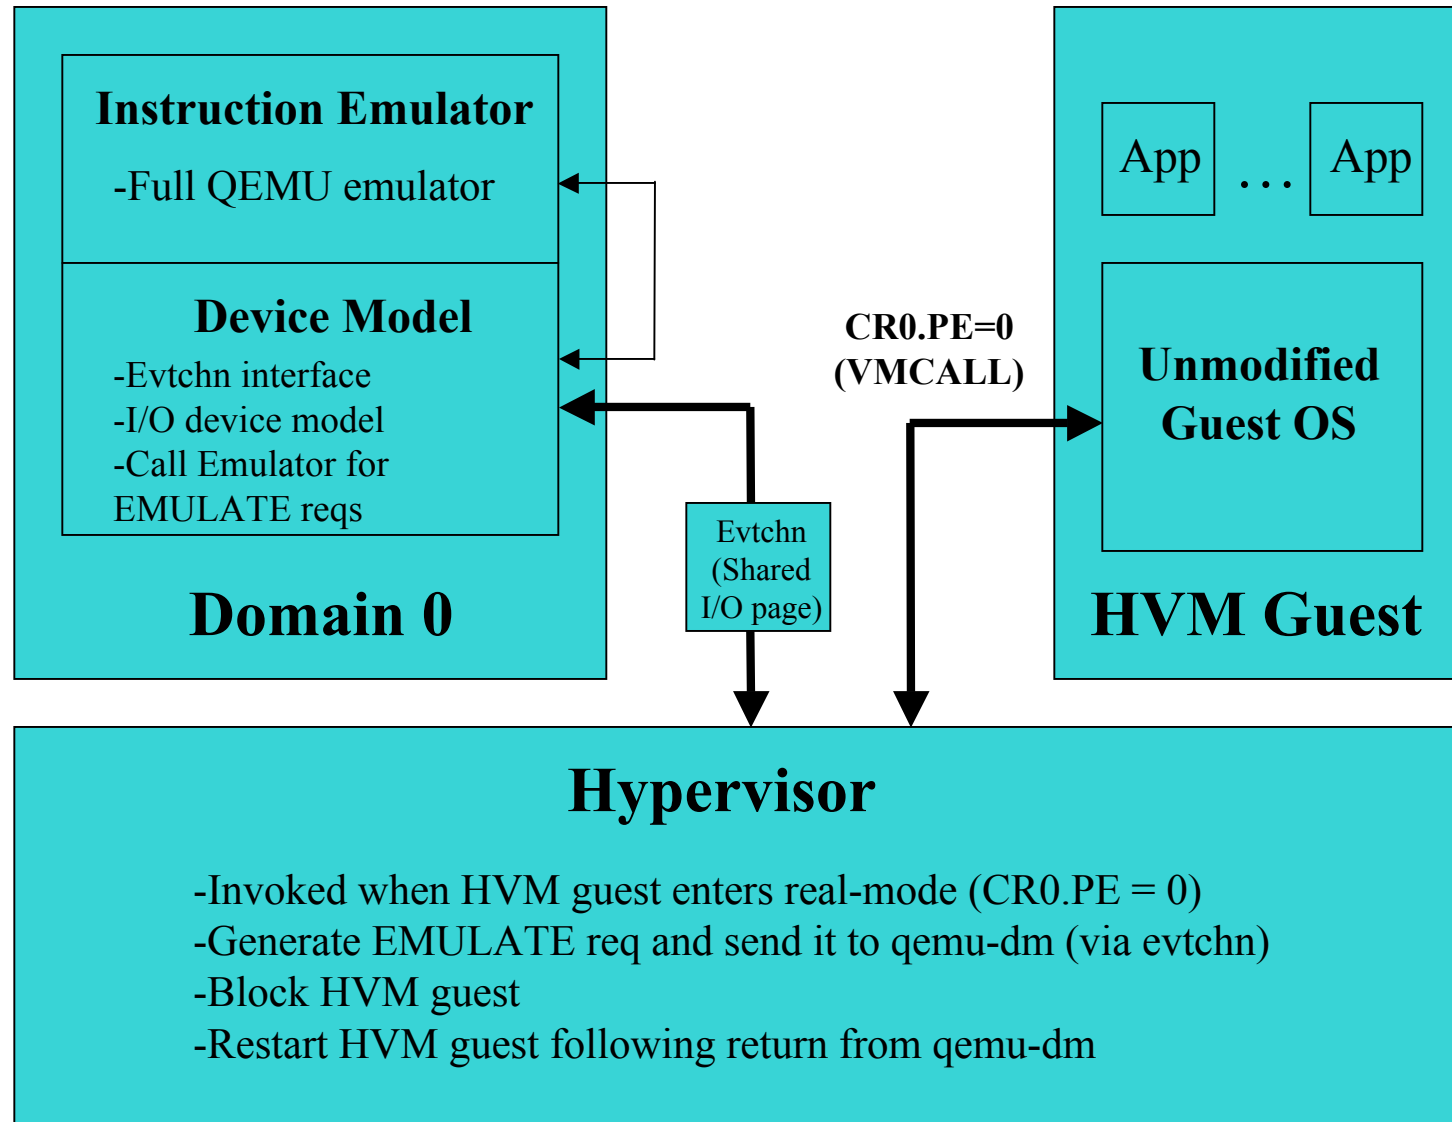 Instruction Emulator
-Full QEMU emulator
Device Model
-Evtchn interface
-I/O device model
-Call Emulator for
EMULATE reqs
Domain 0
Evtchn
(Shared
I/O page)
CR0.PE=0
(VMCALL)
App
…
App
Unmodified
Guest OS
HVM Guest
Hypervisor
-Invoked when HVM guest enters real-mode (CR0.PE = 0)
-Generate EMULATE req and send it to qemu-dm (via evtchn)
-Block HVM guest
-Restart HVM guest following return from qemu-dm